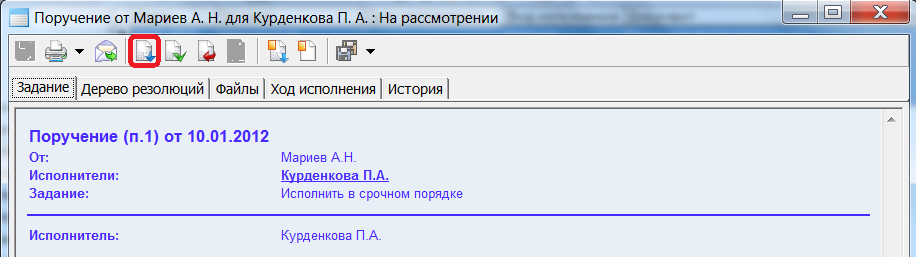 Поручение от Мариев А. Н. для Курденкова П. А. : На рассмотрении
Задание Дерево резолюций Файлы Ход исполнения История
Поручение (п.1) от 10.01.2012
От: Мариев А.Н.
Исполнители: Курденкова П.А.
Задание: Исполнить в срочном порядке
Исполнитель: Курденкова П.А.